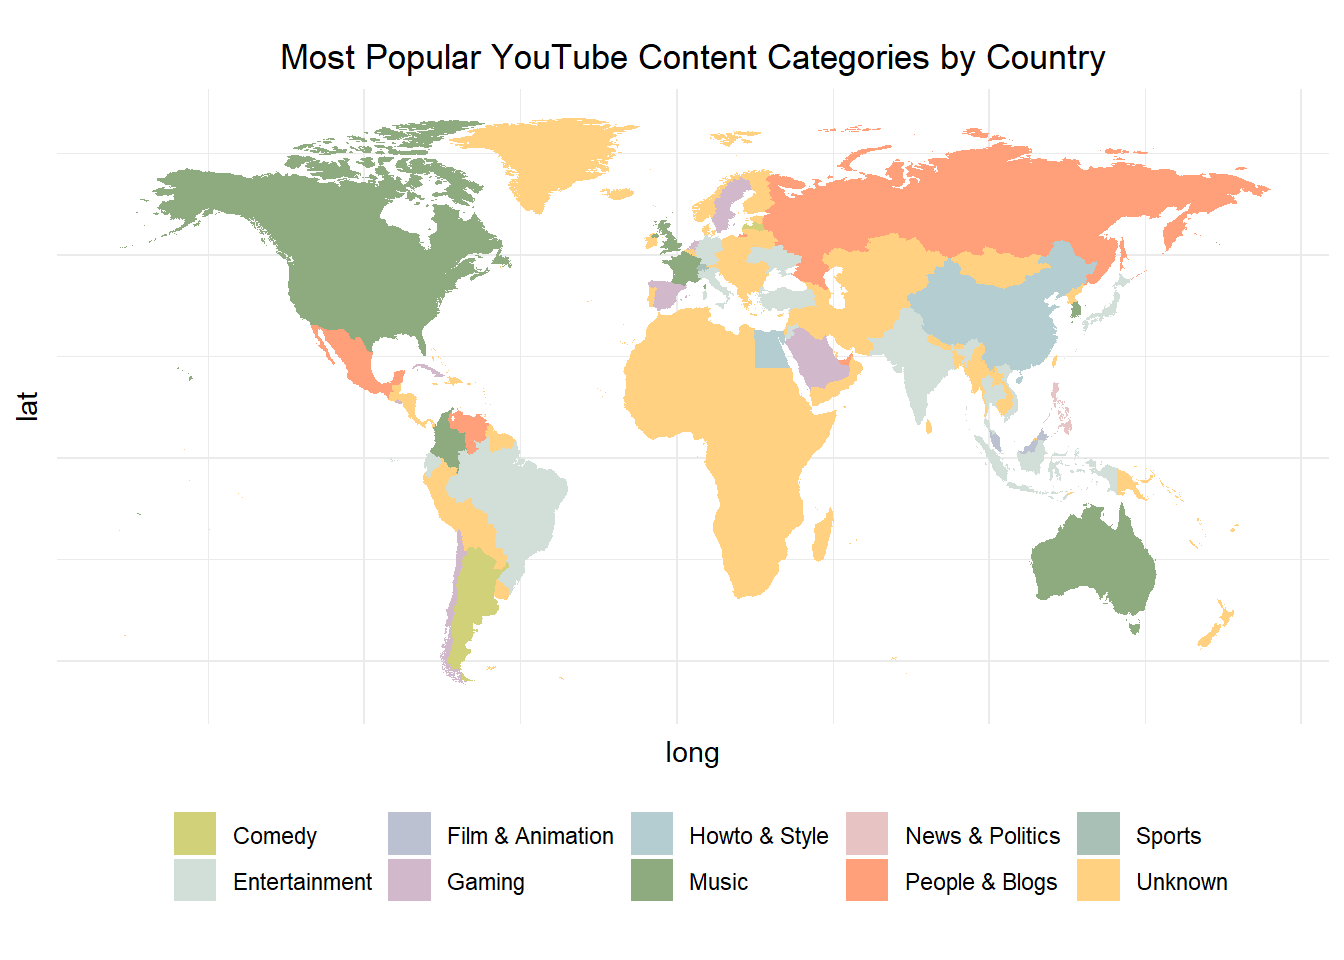 Most Popular YouTube Content Categories by Country
lat
long
Comedy
Film & Animation
Howto & Style
News & Politics
Sports
Entertainment
Gaming
Music
People & Blogs
Unknown